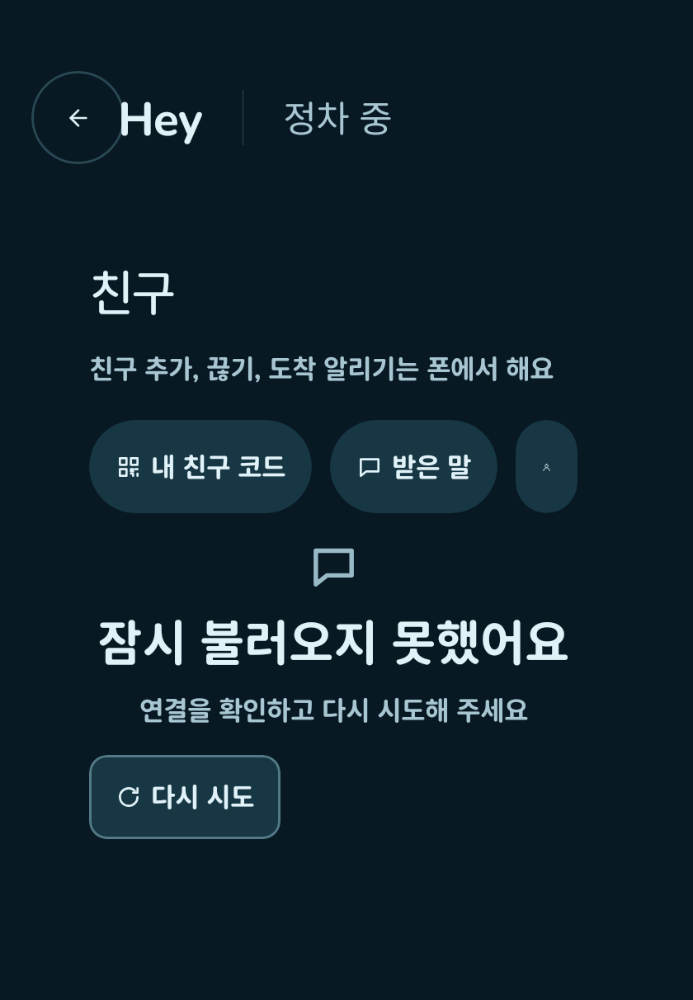 Hey 정차 중
친구
친구 추가, 끊기, 도착 알리기는 폰에서 해요
내 친구 코드 받은 말
잠시 불러오지 못했어요
연결을 확인하고 다시 시도해 주세요
다시 시도